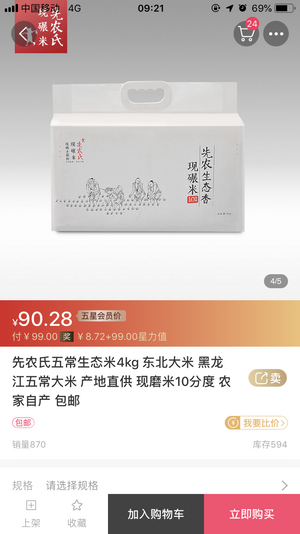 中国移动 4G 09:21 69%
先农氏
现碾米
24
先农氏
现碾米
先农生态香
现碾米
4/5
¥90.28 五星会员价
付￥99.00 奖 ￥8.72+99.00星力值
先农氏五常生态米4kg 东北大米 黑龙
江五常大米 产地直供 现磨米10分度 农
家自产 包邮
卖
包邮
我要比价>
销量870 库存594
规格 请选择规格
上架 收藏 加入购物车 立即购买